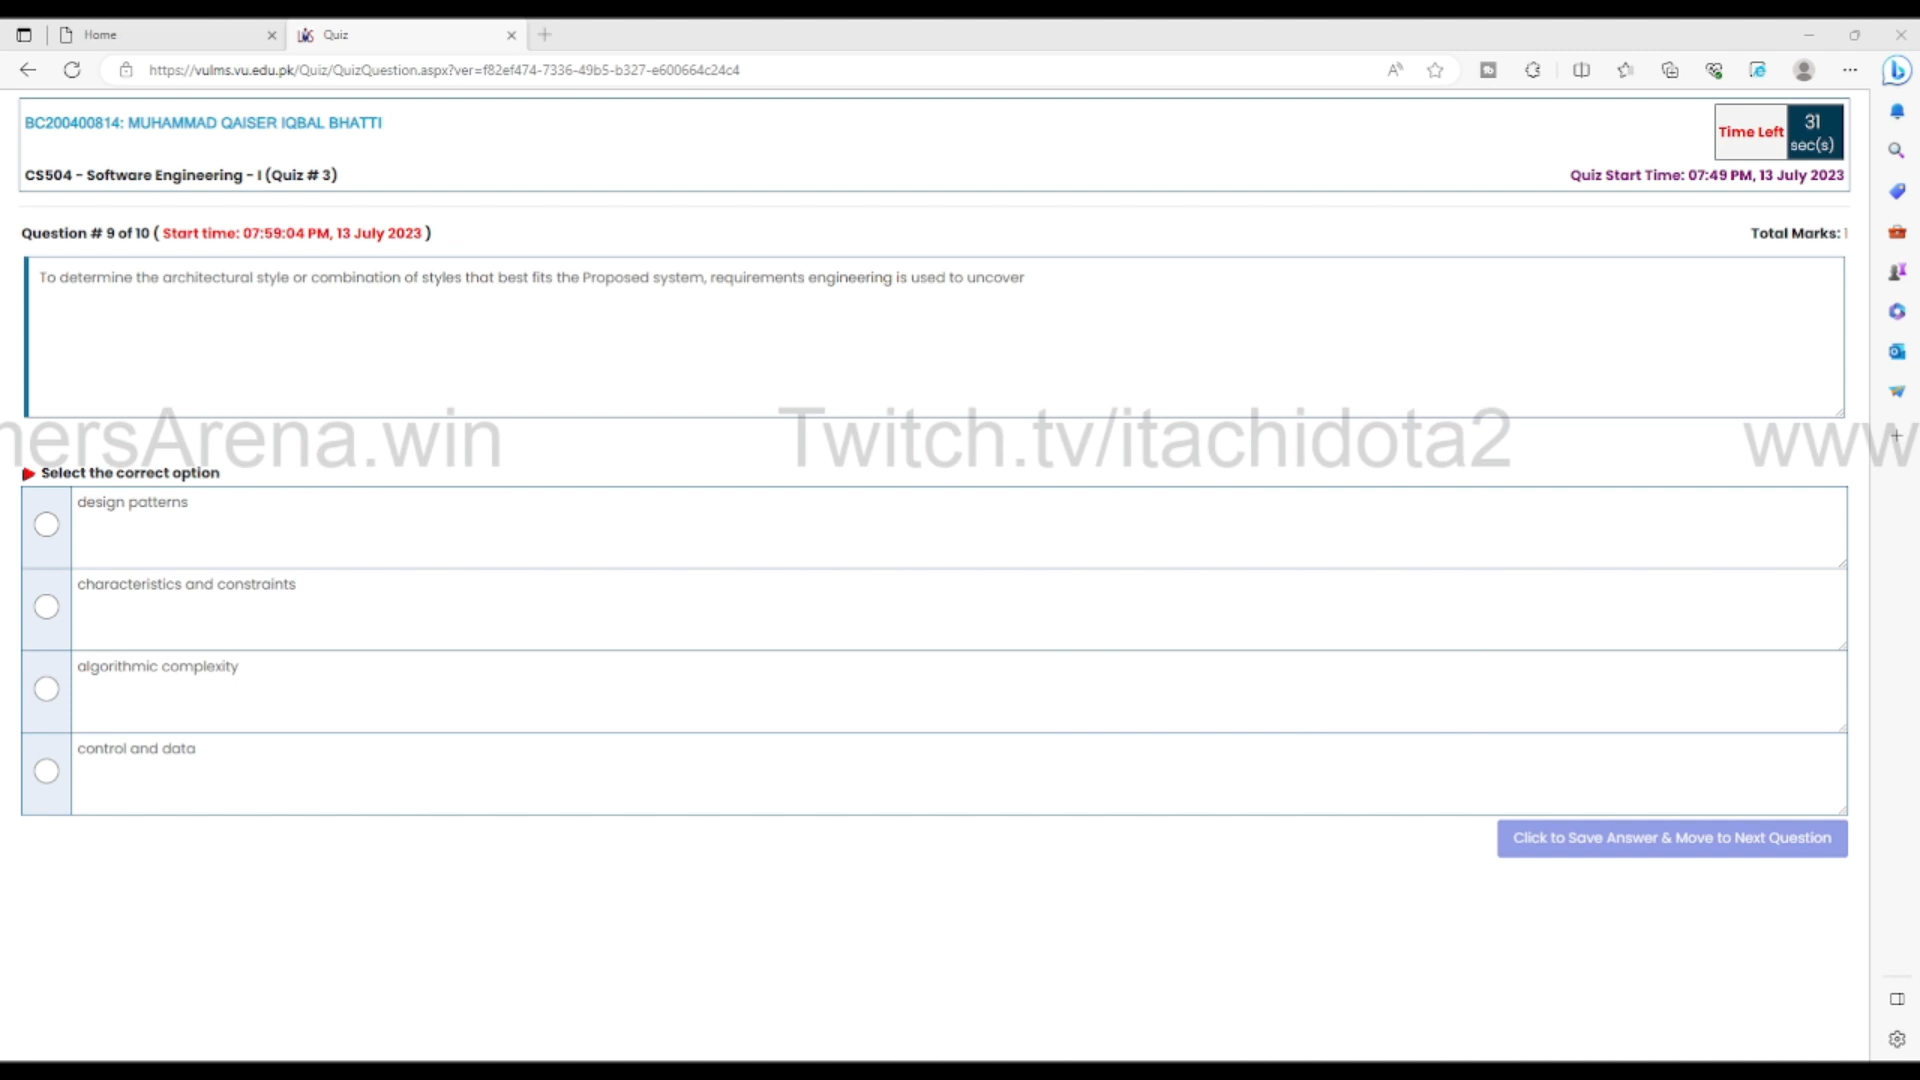 Home
Quiz
https://vulms.vu.edu.pk/Quiz/QuizQuestion.aspx?ver=f82ef474-7336-49b5-b327-e600664c24c4
BC200400814: MUHAMMAD QAISER IQBAL BHATTI
Time Left 31 sec(s)
CS504 - Software Engineering - I (Quiz # 3)
Quiz Start Time: 07:49 PM, 13 July 2023
Question # 9 of 10 ( Start time: 07:59:04 PM, 13 July 2023 )
Total Marks: 1
To determine the architectural style or combination of styles that best fits the Proposed system, requirements engineering is used to uncover
nersArena.win
Twitch.tv/itachidota2
www
Select the correct option
design patterns
characteristics and constraints
algorithmic complexity
control and data
Click to Save Answer & Move to Next Question